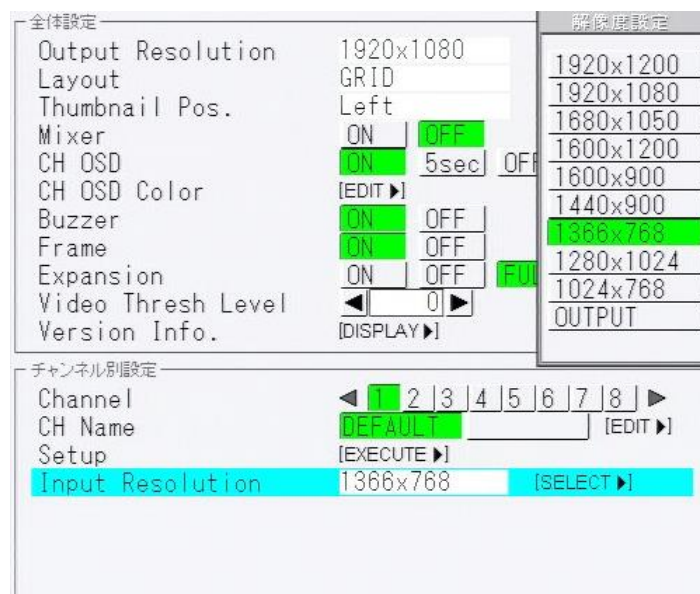 全体設定
Output Resolution 1920x1080
Layout GRID
Thumbnail Pos. Left
Mixer ON OFF
CH OSD ON 5sec OFF
CH OSD Color [EDIT▶]
Buzzer ON OFF
Frame ON OFF
Expansion ON OFF FUL
Video Thresh Level ◀ 0 ▶
Version Info. [DISPLAY▶]
解像度設定
1920x1200
1920x1080
1680x1050
1600x1200
1600x900
1440x900
1366x768
1280x1024
1024x768
OUTPUT
チャンネル別設定
Channel ◀ 1 2 3 4 5 6 7 8 ▶
CH Name DEFAULT [EDIT▶]
Setup [EXECUTE▶]
Input Resolution 1366x768 [SELECT▶]